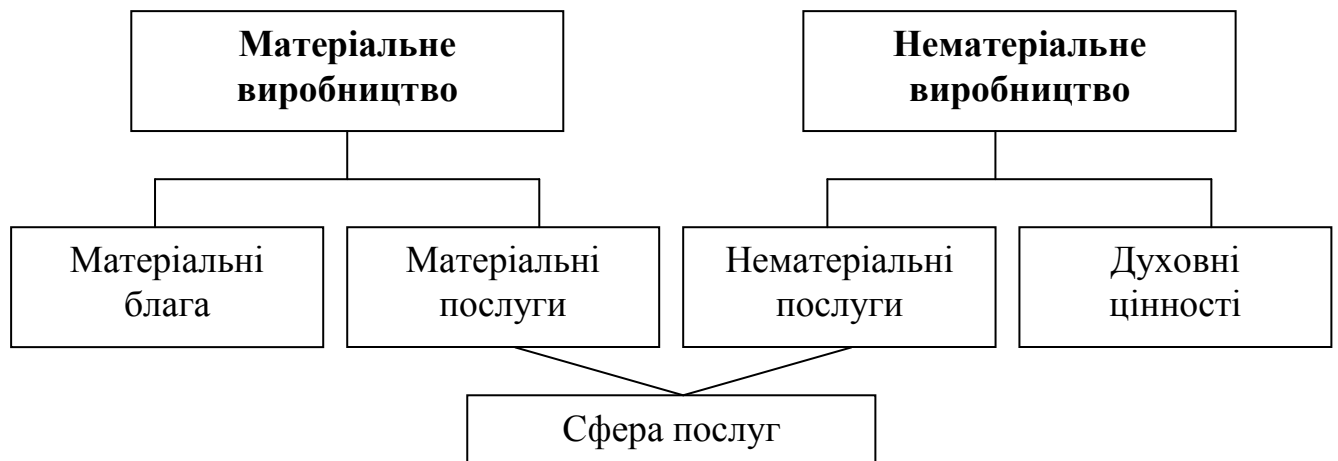 Матеріальне
виробництво
Нематеріальне
виробництво
Матеріальні
блага
Матеріальні
послуги
Нематеріальні
послуги
Духовні
цінності
Сфера послуг